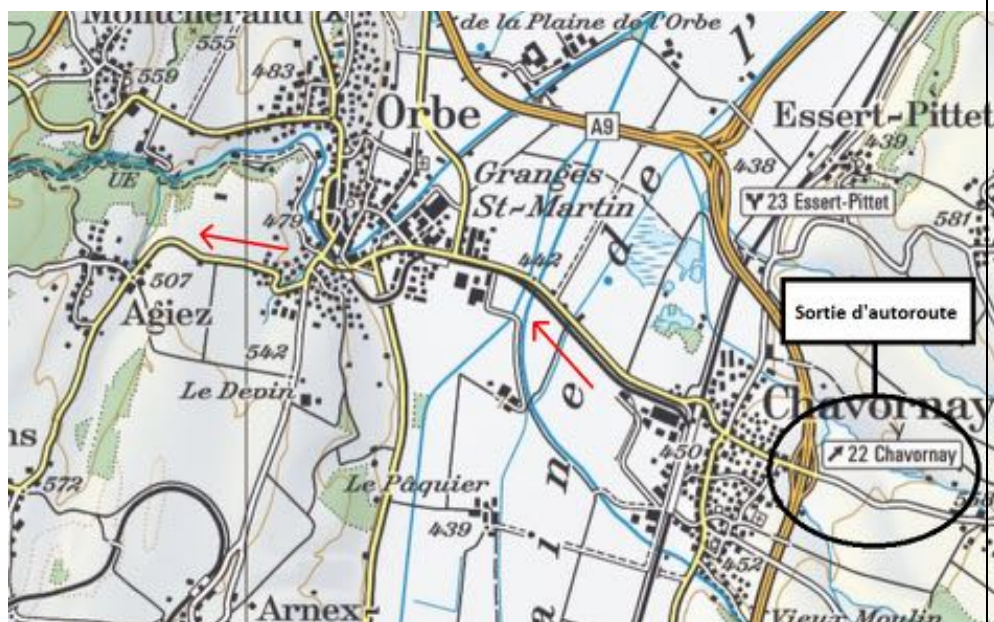 Montcherand
de la Plaine de l'Orbe
555
559
483
Orbe
A9
Essert-Pittet
439
438
UE
Granges
St-Martin
23 Essert-Pittet
479
581
442
507
Agiez
Sortie d'autoroute
542
Le Depin
Chavornay
22 Chavornay
450
ns
572
Le Pâquier
439
452
Arnex-
Vieux Moulin